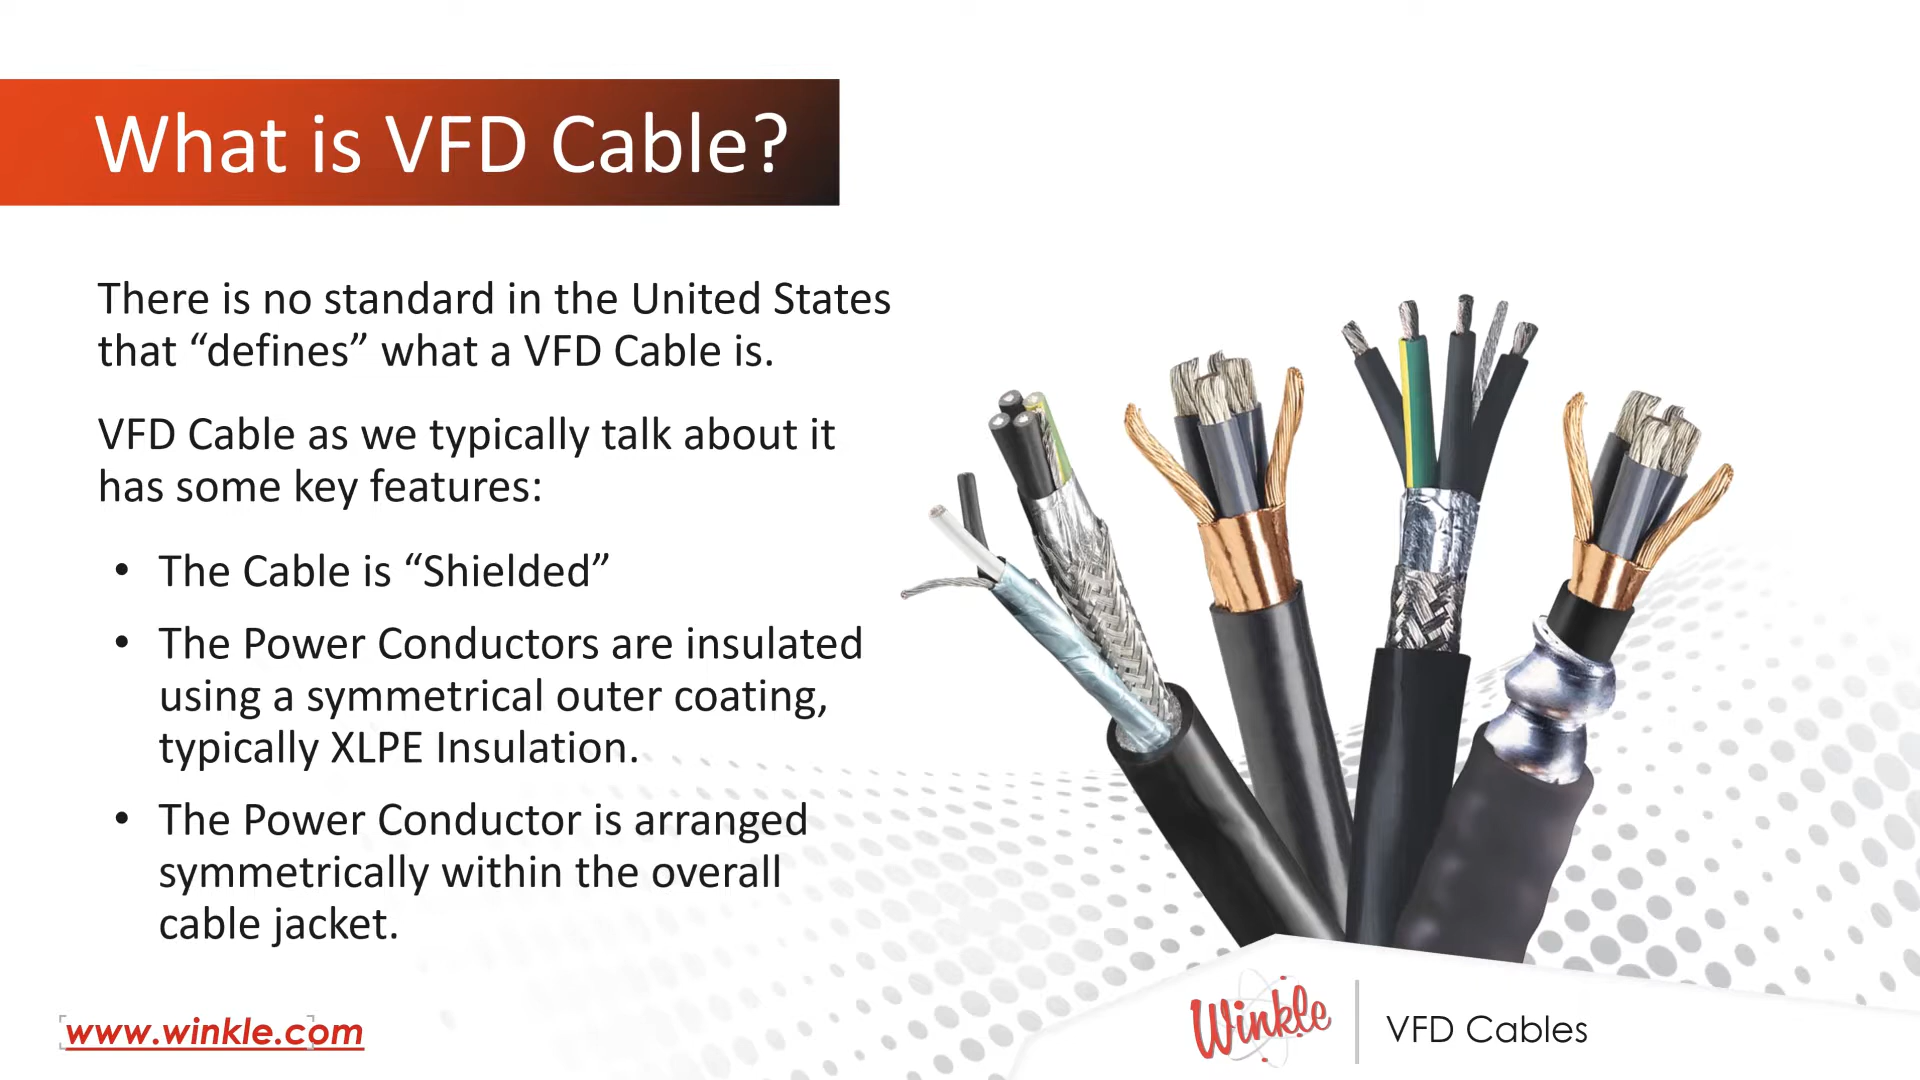 What is VFD Cable?
There is no standard in the United States
that “defines” what a VFD Cable is.
VFD Cable as we typically talk about it
has some key features:
• The Cable is “Shielded”
• The Power Conductors are insulated
using a symmetrical outer coating,
typically XLPE Insulation.
• The Power Conductor is arranged
symmetrically within the overall
cable jacket.
www.winkle.com
Winkle
VFD Cables